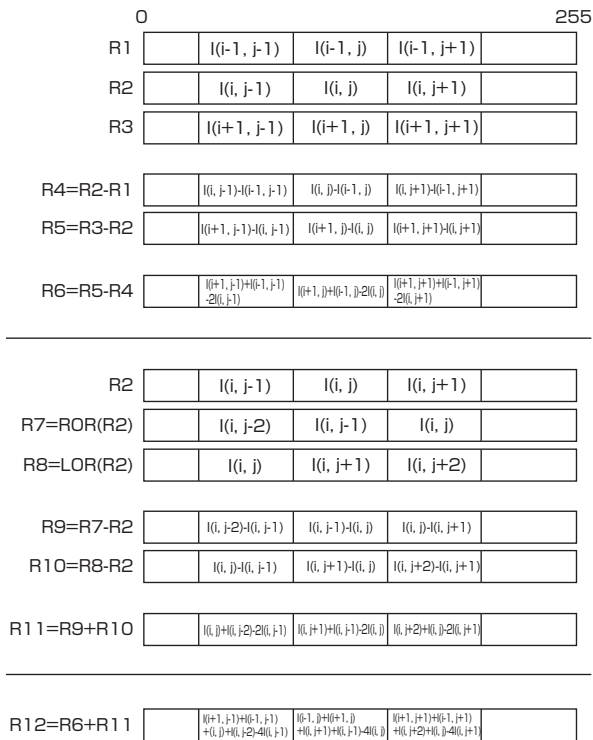 0 255
R1 I(i-1, j-1) I(i-1, j) I(i-1, j+1)
R2 I(i, j-1) I(i, j) I(i, j+1)
R3 I(i+1, j-1) I(i+1, j) I(i+1, j+1)
R4=R2-R1 I(i, j-1)-I(i-1, j-1) I(i, j)-I(i-1, j) I(i, j+1)-I(i-1, j+1)
R5=R3-R2 I(i+1, j-1)-I(i, j-1) I(i+1, j)-I(i, j) I(i+1, j+1)-I(i, j+1)
R6=R5-R4 I(i+1, j-1)+I(i-1, j-1) -2I(i, j-1) I(i+1, j)+I(i-1, j)-2I(i, j) I(i+1, j+1)+I(i-1, j+1) -2I(i, j+1)
R2 I(i, j-1) I(i, j) I(i, j+1)
R7=ROR(R2) I(i, j-2) I(i, j-1) I(i, j)
R8=LOR(R2) I(i, j) I(i, j+1) I(i, j+2)
R9=R7-R2 I(i, j-2)-I(i, j-1) I(i, j-1)-I(i, j) I(i, j)-I(i, j+1)
R10=R8-R2 I(i, j)-I(i, j-1) I(i, j+1)-I(i, j) I(i, j+2)-I(i, j+1)
R11=R9+R10 I(i, j)+I(i, j-2)-2I(i, j-1) I(i, j+1)+I(i, j-1)-2I(i, j) I(i, j+2)+I(i, j)-2I(i, j+1)
R12=R6+R11 I(i+1, j-1)+I(i-1, j-1) +I(i, j)+I(i, j-2)-4I(i, j-1) I(i-1, j)+I(i+1, j) +I(i, j+1)+I(i, j-1)-4I(i, j) I(i+1, j+1)+I(i-1, j+1) +I(i, j+2)+I(i, j)-4I(i, j+1)